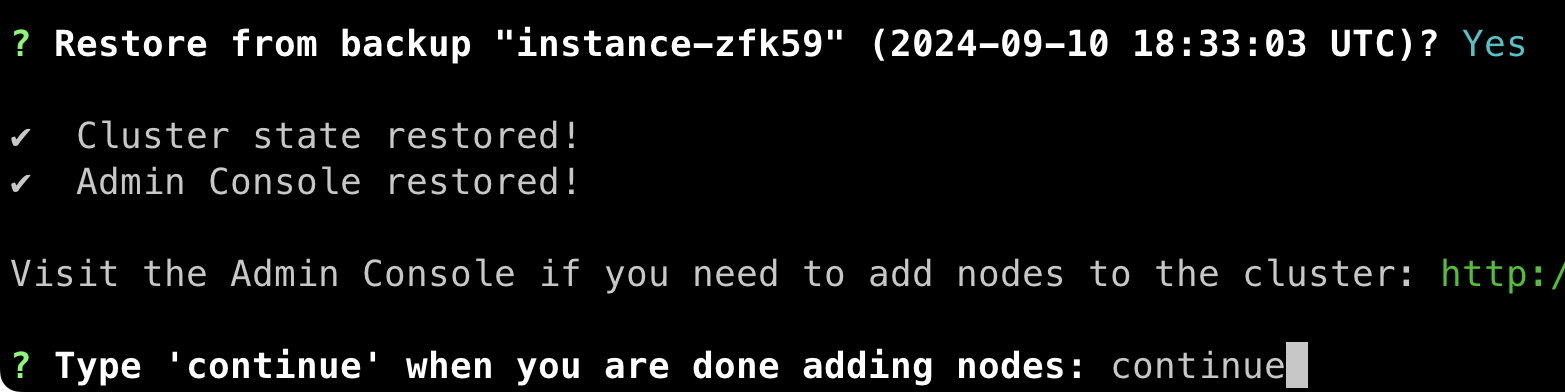 ? Restore from backup "instance-zfk59" (2024-09-10 18:33:03 UTC)? Yes
✔ Cluster state restored!
✔ Admin Console restored!
Visit the Admin Console if you need to add nodes to the cluster: http:/
? Type 'continue' when you are done adding nodes: continue